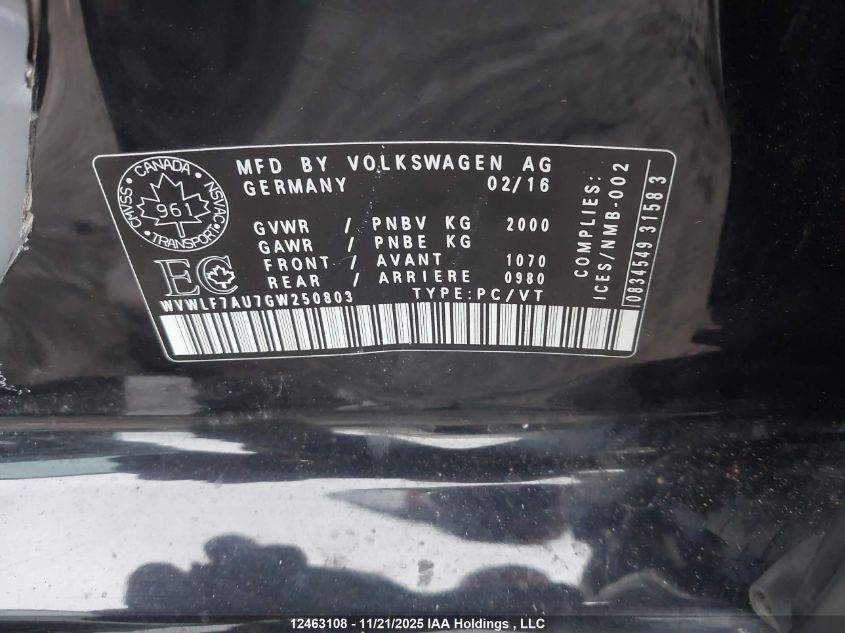 CANADA
CMVSS NSVAC
961
TRANSPORT
EC
MFD BY VOLKSWAGEN AG
GERMANY 02/16
GVWR / PNBV KG 2000
GAWR / PNBE KG
FRONT / AVANT 1070
REAR / ARRIERE 0980
WVWLF7AU7GW250803 TYPE:PC/VT
COMPLIES:
ICES/NMB-002
0834549 3158 3
12463108 - 11/21/2025 IAA Holdings , LLC